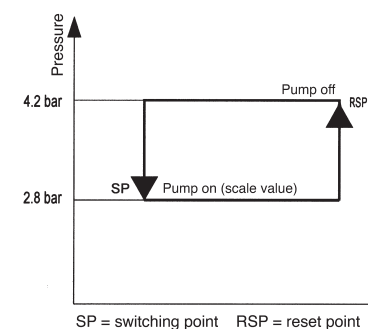 Pressure
Pump off
4.2 bar
RSP
SP
Pump on (scale value)
2.8 bar
SP = switching point RSP = reset point